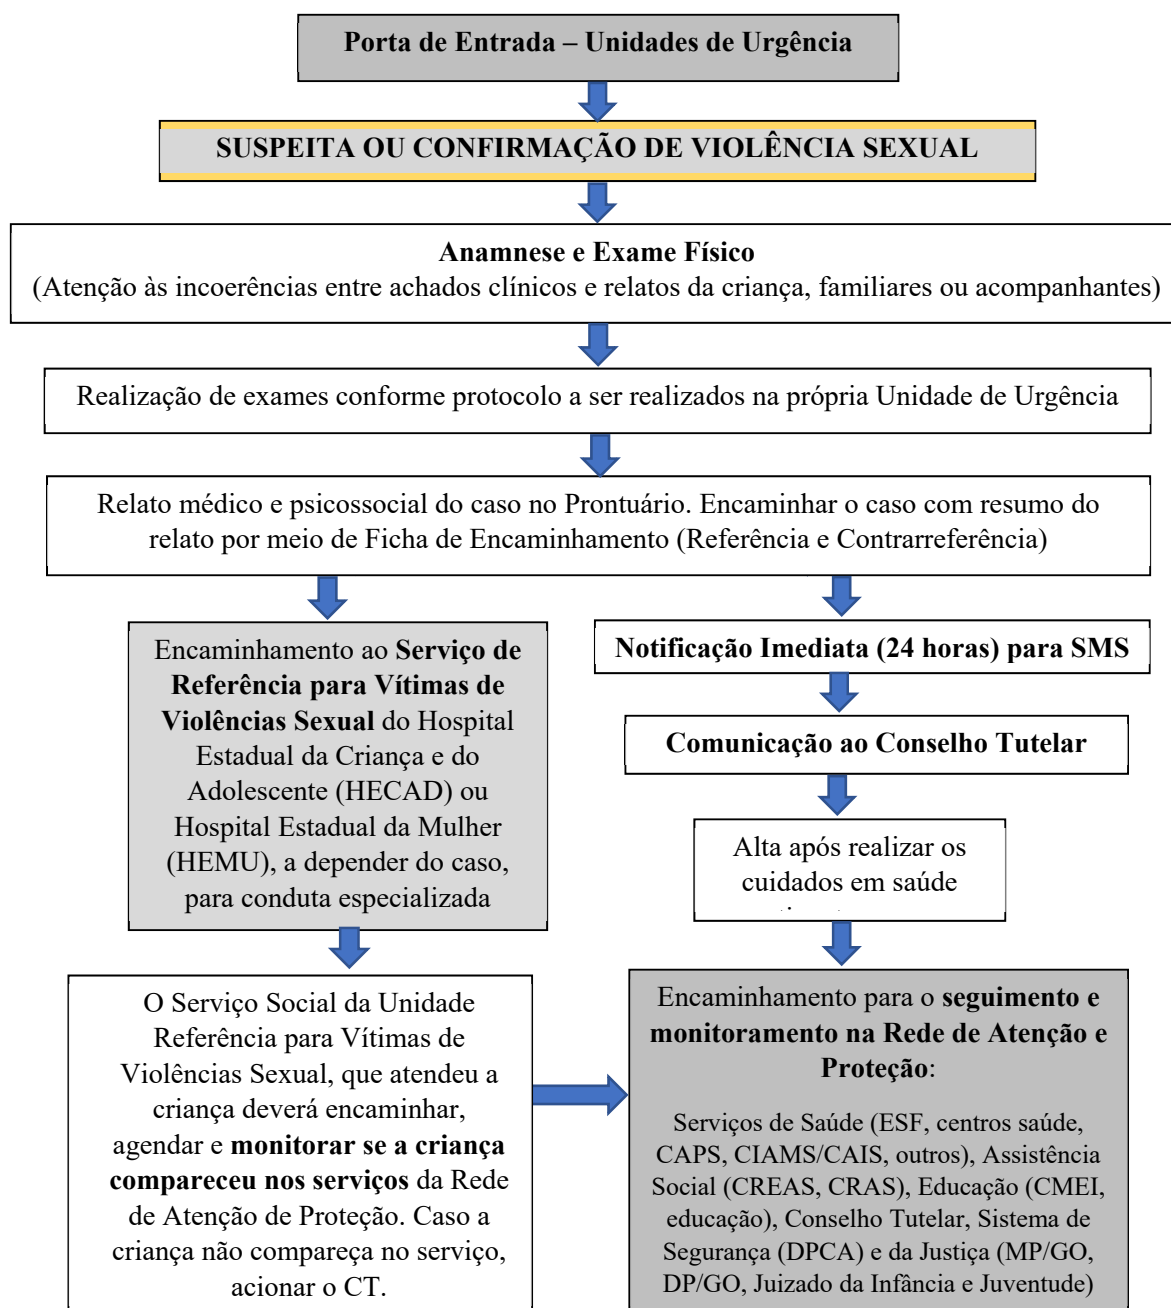 Porta de Entrada – Unidades de Urgência
SUSPEITA OU CONFIRMAÇÃO DE VIOLÊNCIA SEXUAL
Anamnese e Exame Físico
(Atenção às incoerências entre achados clínicos e relatos da criança, familiares ou acompanhantes)
Realização de exames conforme protocolo a ser realizados na própria Unidade de Urgência
Relato médico e psicossocial do caso no Prontuário. Encaminhar o caso com resumo do
relato por meio de Ficha de Encaminhamento (Referência e Contrarreferência)
Encaminhamento ao Serviço de
Referência para Vítimas de
Violências Sexual do Hospital
Estadual da Criança e do
Adolescente (HECAD) ou
Hospital Estadual da Mulher
(HEMU), a depender do caso,
para conduta especializada
O Serviço Social da Unidade
Referência para Vítimas de
Violências Sexual, que atendeu a
criança deverá encaminhar,
agendar e monitorar se a criança
compareceu nos serviços da Rede
de Atenção de Proteção. Caso a
criança não compareça no serviço,
acionar o CT.
Notificação Imediata (24 horas) para SMS
Comunicação ao Conselho Tutelar
Alta após realizar os
cuidados em saúde
Encaminhamento para o seguimento e
monitoramento na Rede de Atenção e
Proteção:
Serviços de Saúde (ESF, centros saúde,
CAPS, CIAMS/CAIS, outros), Assistência
Social (CREAS, CRAS), Educação (CMEI,
educação), Conselho Tutelar, Sistema de
Segurança (DPCA) e da Justiça (MP/GO,
DP/GO, Juizado da Infância e Juventude)